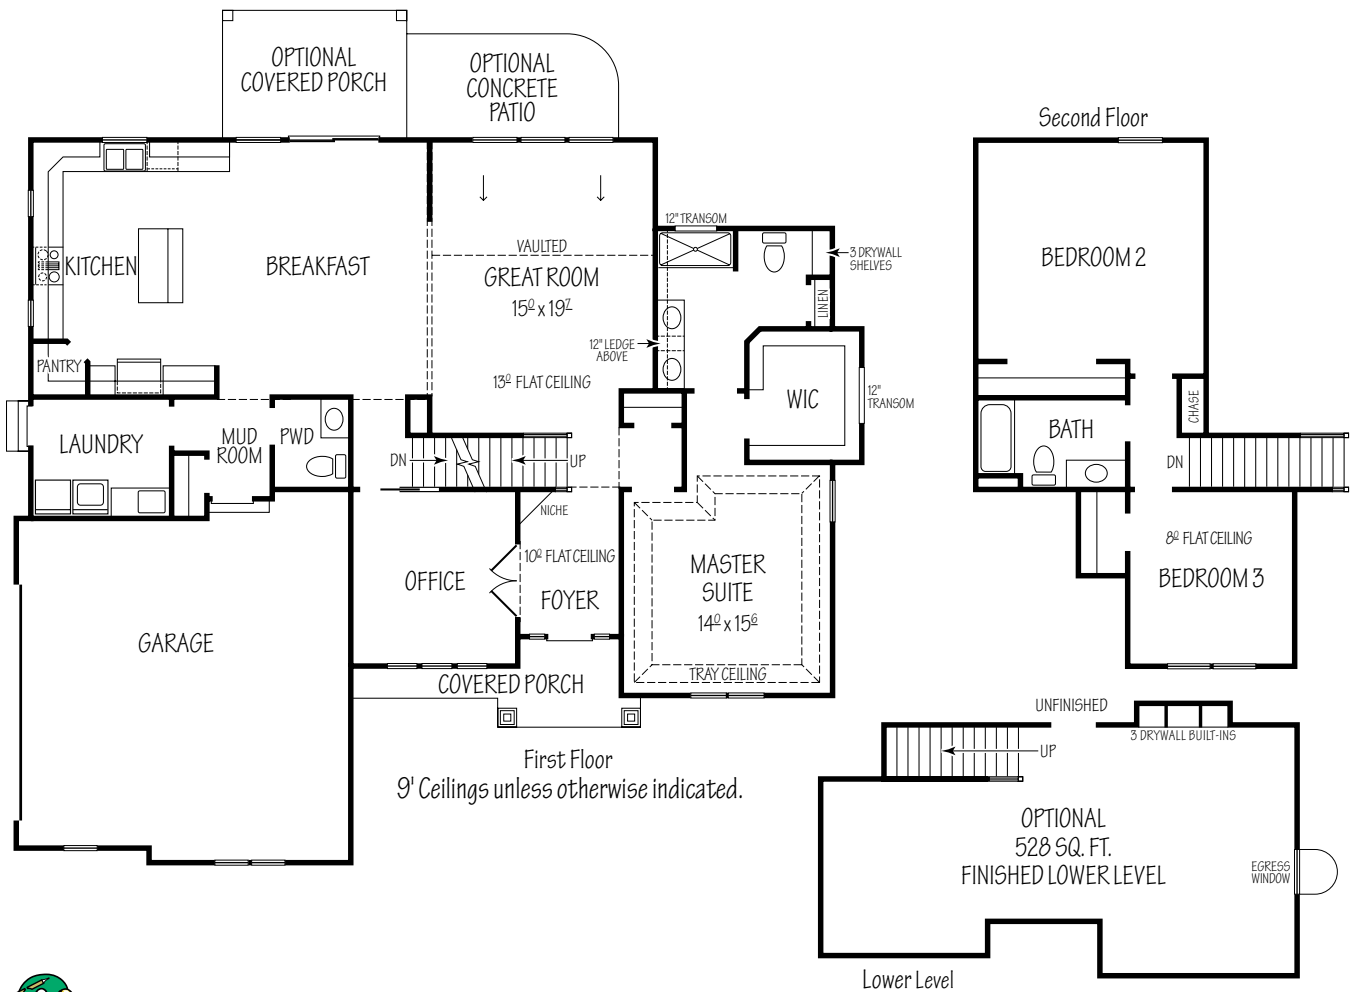 OPTIONAL
COVERED PORCH
OPTIONAL
CONCRETE
PATIO
12" TRANSOM
3 DRYWALL
SHELVES
LINEN
VAULTED
GREAT ROOM
15⁰ x 19⁷
KITCHEN
BREAKFAST
12" LEDGE
ABOVE
13⁰ FLAT CEILING
PANTRY
WIC
12"
TRANSOM
LAUNDRY
MUD
ROOM
PWD
DN
UP
NICHE
10⁰ FLAT CEILING
OFFICE
FOYER
MASTER
SUITE
14⁰ x 15⁶
TRAY CEILING
GARAGE
COVERED PORCH
First Floor
9' Ceilings unless otherwise indicated.
Second Floor
BEDROOM 2
CHASE
BATH
DN
8⁰ FLAT CEILING
BEDROOM 3
UNFINISHED
3 DRYWALL BUILT-INS
UP
OPTIONAL
528 SQ. FT.
FINISHED LOWER LEVEL
EGRESS
WINDOW
Lower Level